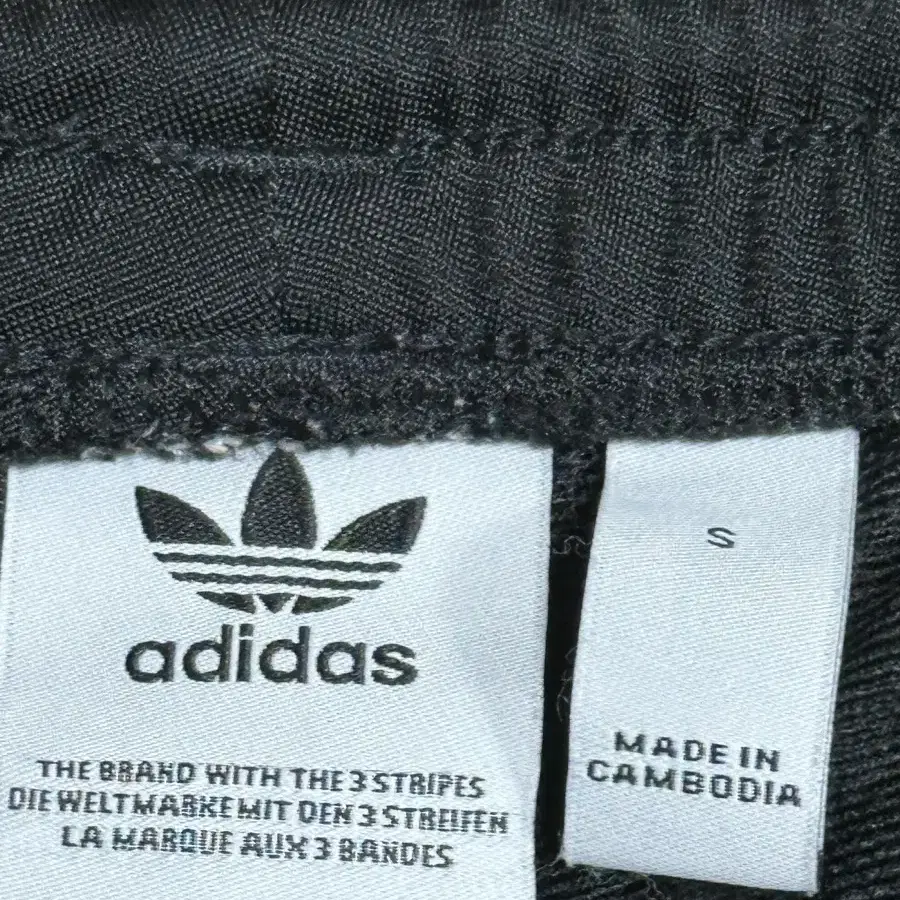 adidas
THE BRAND WITH THE 3 STRIPES
DIE WELTMARKE MIT DEN 3 STREIFEN
LA MARQUE AUX 3 BANDES
S
MADE IN
CAMBODIA